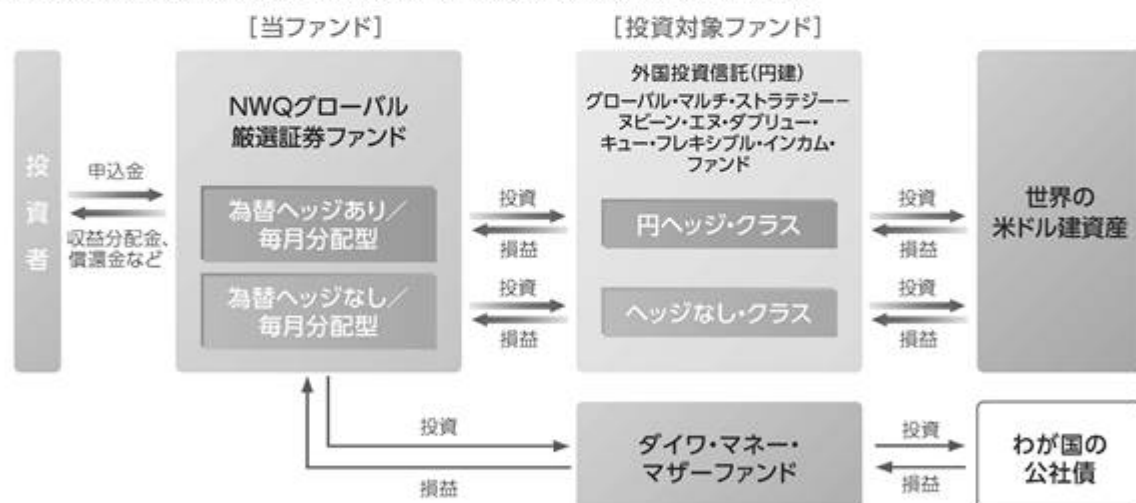 [当ファンド]
[投資対象ファンド]
投資者
申込金
収益分配金、
償還金など
NWQグローバル
厳選証券ファンド
為替ヘッジあり／
毎月分配型
為替ヘッジなし／
毎月分配型
投資
損益
投資
損益
外国投資信託(円建)
グローバル・マルチ・ストラテジー－
ヌビーン・エヌ・ダブリュー・
キュー・フレキシブル・インカム・
ファンド
円ヘッジ・クラス
ヘッジなし・クラス
投資
損益
投資
損益
世界の
米ドル建資産
投資
損益
ダイワ・マネー・
マザーファンド
投資
損益
わが国の
公社債